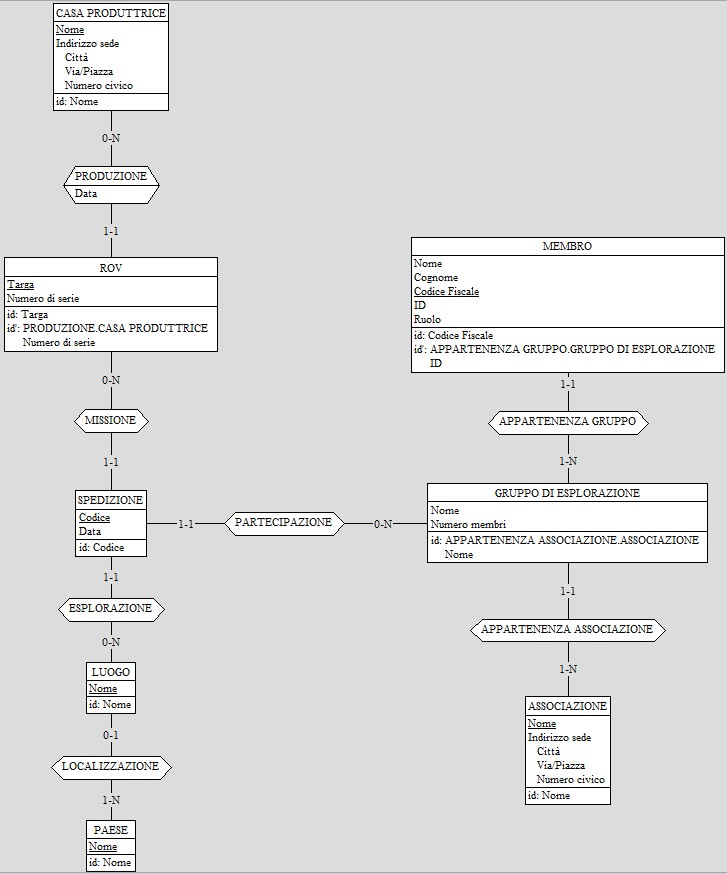 CASA PRODUTTRICE
Nome
Indirizzo sede
Città
Via/Piazza
Numero civico
id: Nome
0-N
PRODUZIONE
Data
1-1
ROV
Targa
Numero di serie
id: Targa
id': PRODUZIONE.CASA PRODUTTRICE
Numero di serie
0-N
MISSIONE
1-1
SPEDIZIONE
Codice
Data
id: Codice
1-1
PARTECIPAZIONE
0-N
MEMBRO
Nome
Cognome
Codice Fiscale
ID
Ruolo
id: Codice Fiscale
id': APPARTENENZA GRUPPO.GRUPPO DI ESPLORAZIONE
ID
1-1
APPARTENENZA GRUPPO
1-N
GRUPPO DI ESPLORAZIONE
Nome
Numero membri
id: APPARTENENZA ASSOCIAZIONE.ASSOCIAZIONE
Nome
1-1
APPARTENENZA ASSOCIAZIONE
1-N
ASSOCIAZIONE
Nome
Indirizzo sede
Città
Via/Piazza
Numero civico
id: Nome
1-1
ESPLORAZIONE
0-N
LUOGO
Nome
id: Nome
0-1
LOCALIZZAZIONE
1-N
PAESE
Nome
id: Nome